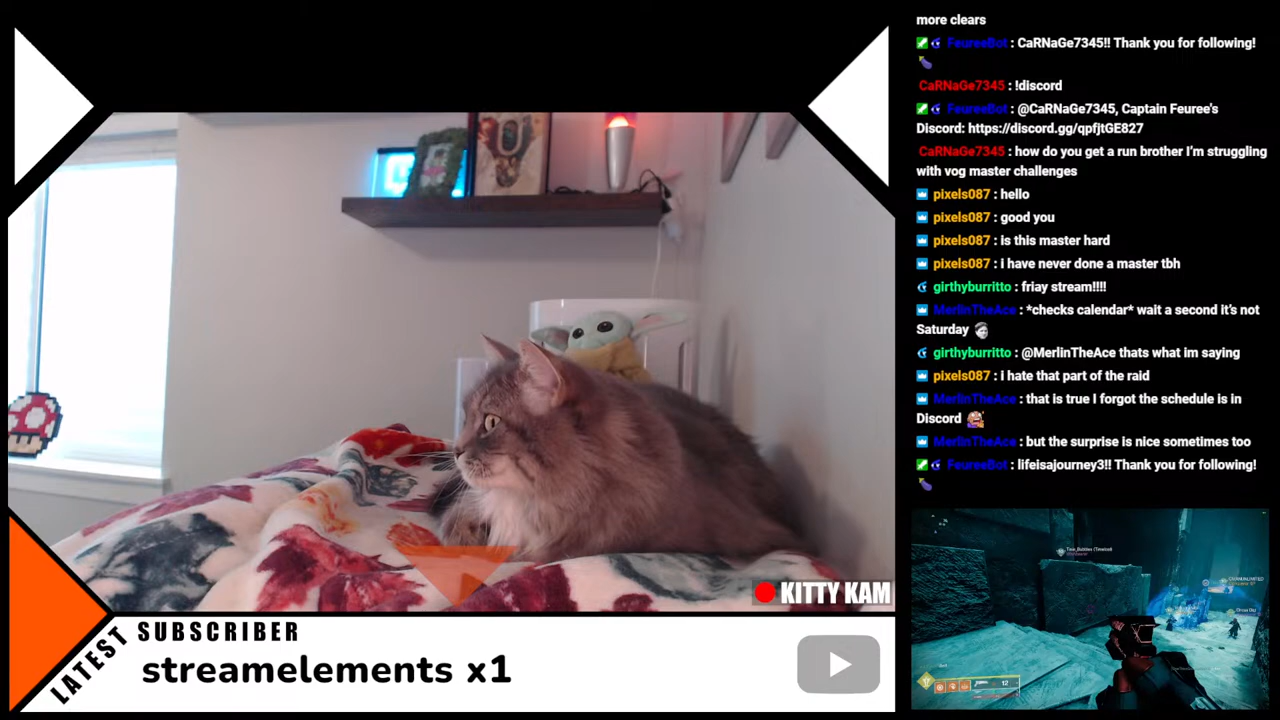 more clears
FeureeBot : CaRNaGe7345!! Thank you for following!
CaRNaGe7345 : !discord
FeureeBot : @CaRNaGe7345, Captain Feuree's
Discord: https://discord.gg/qpfjtGE827
CaRNaGe7345 : how do you get a run brother I'm struggling
with vog master challenges
pixels087 : hello
pixels087 : good you
pixels087 : is this master hard
pixels087 : i have never done a master tbh
girthyburritto : friay stream!!!!
MerlinTheAce : *checks calendar* wait a second it's not
Saturday
girthyburritto : @MerlinTheAce thats what im saying
pixels087 : i hate that part of the raid
MerlinTheAce : that is true I forgot the schedule is in
Discord
MerlinTheAce : but the surprise is nice sometimes too
FeureeBot : lifeisajourney3!! Thank you for following!
KITTY KAM
LATEST SUBSCRIBER
streamelements x1
12